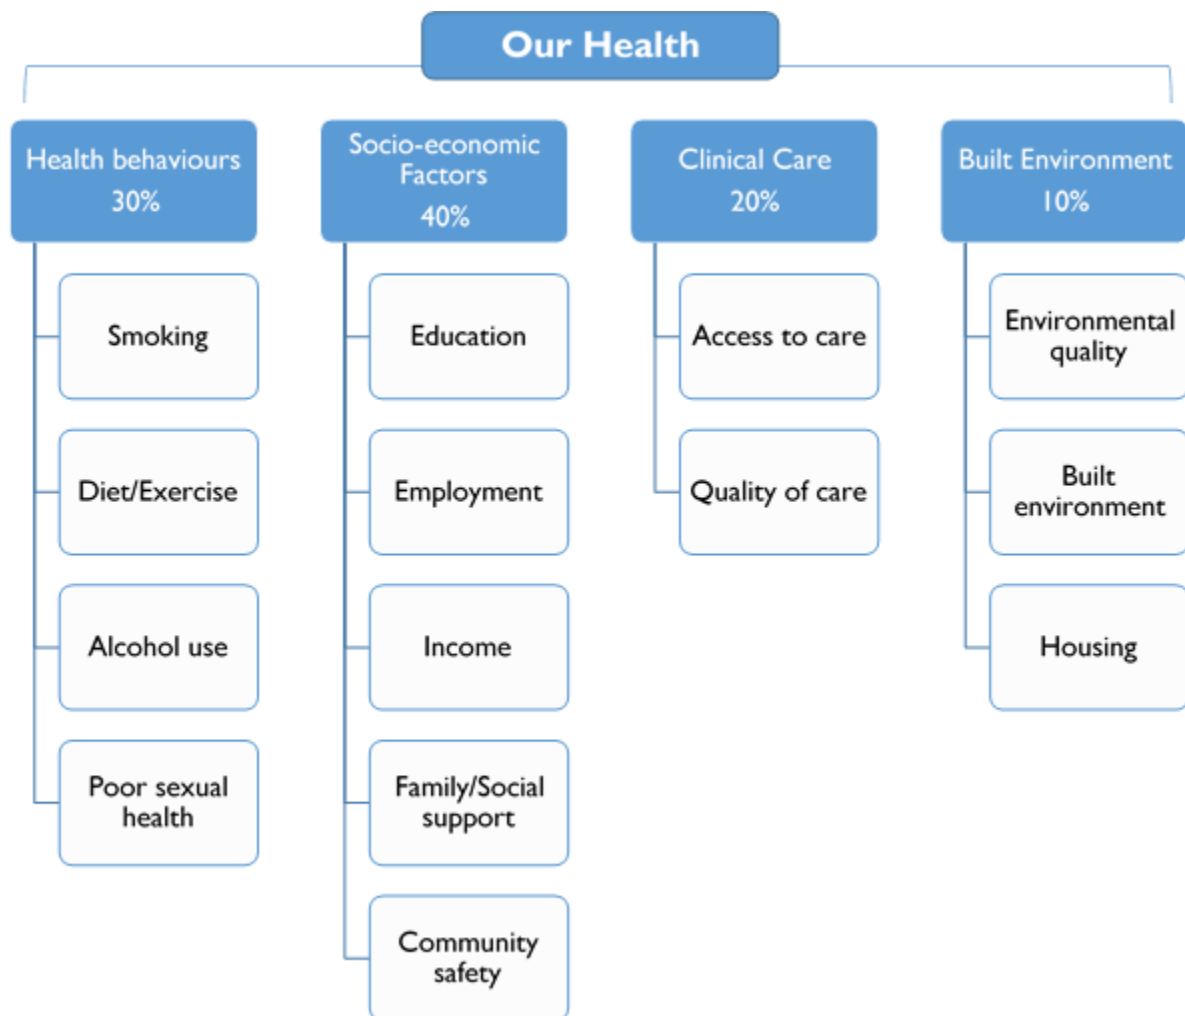 Our Health
Health behaviours
30%
Smoking
Diet/Exercise
Alcohol use
Poor sexual
health
Socio-economic
Factors
40%
Education
Employment
Income
Family/Social
support
Community
safety
Clinical Care
20%
Access to care
Quality of care
Built Environment
10%
Environmental
quality
Built
environment
Housing